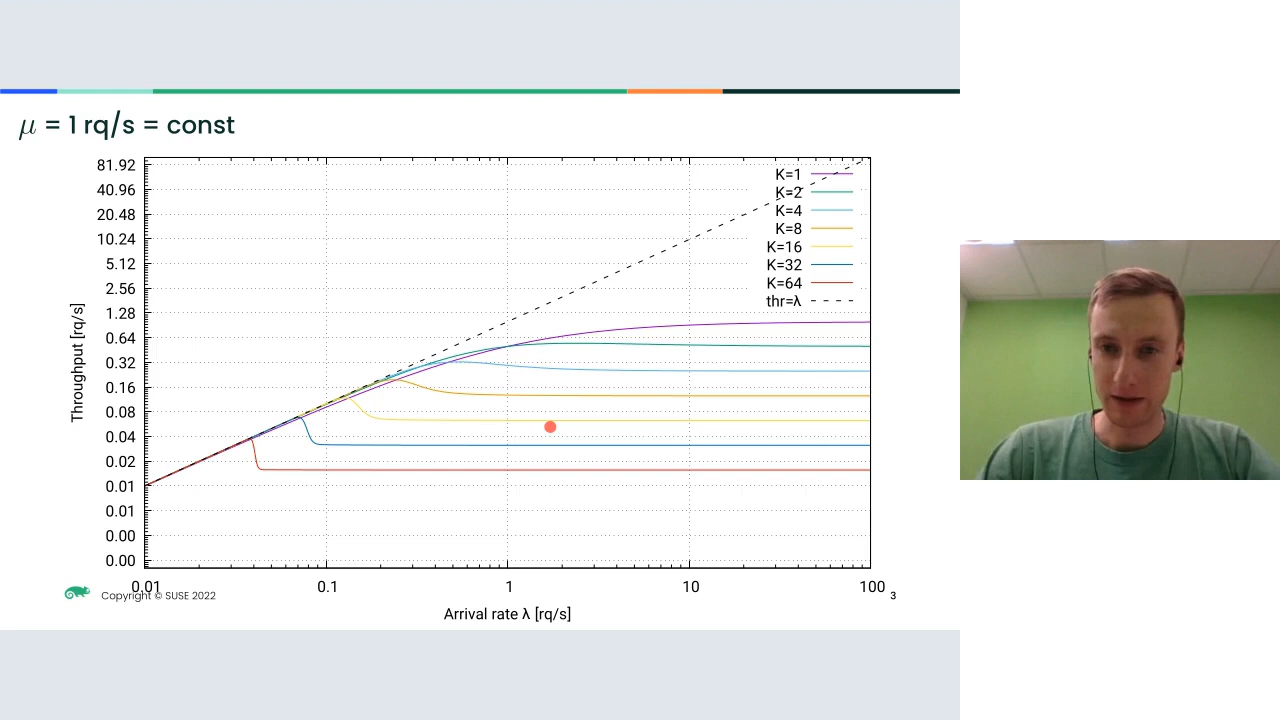 μ = 1 rq/s = const
81.92
40.96
20.48
10.24
5.12
2.56
1.28
0.64
0.32
0.16
0.08
0.04
0.02
0.01
0.01
0.00
0.00
Throughput [rq/s]
K=1
K=2
K=4
K=8
K=16
K=32
K=64
thr=λ
0.01 0.1 1 10 100
Copyright © SUSE 2022
3
Arrival rate λ [rq/s]